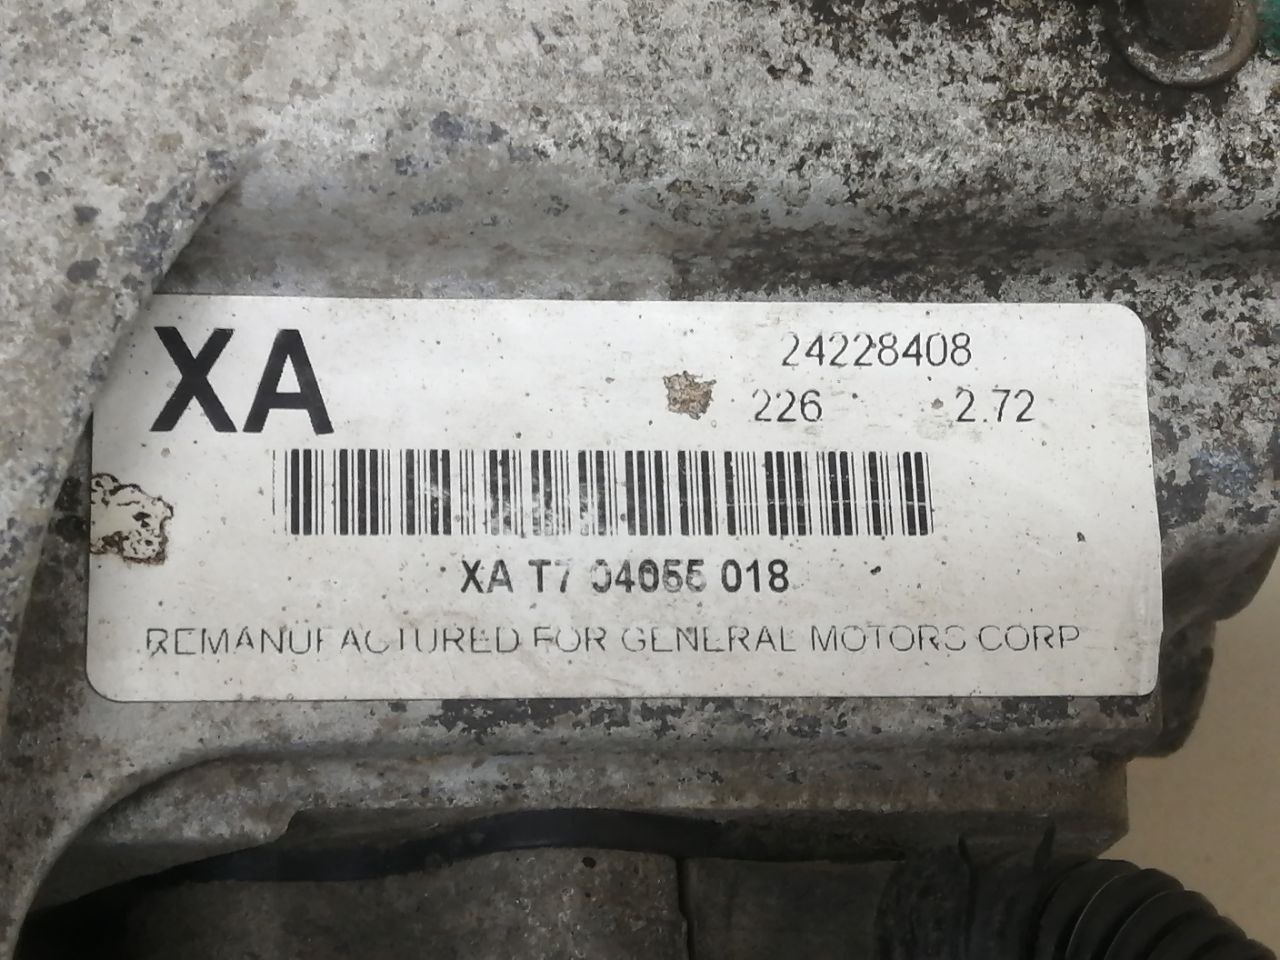 XA
24228408
226 2.72
XA T7 04055 018
REMANUFACTURED FOR GENERAL MOTORS CORP